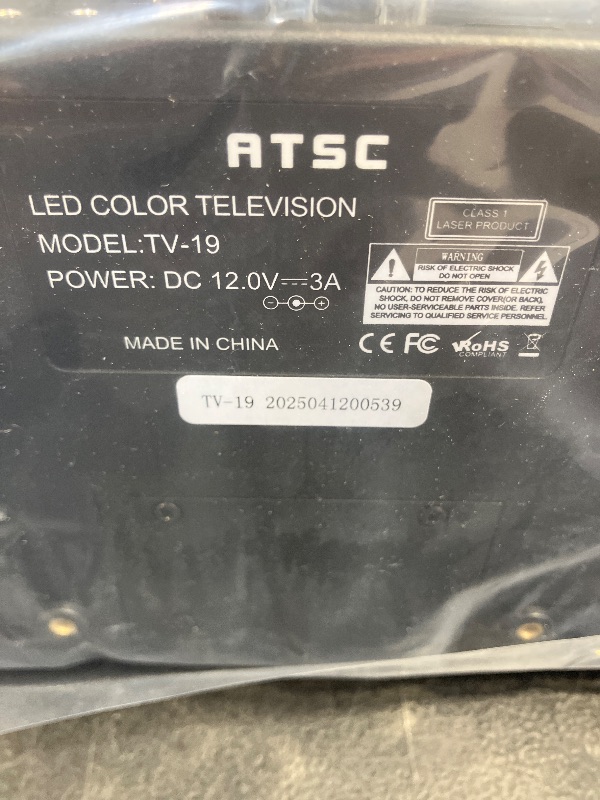 ATSC
LED COLOR TELEVISION
MODEL:TV-19
POWER: DC 12.0V⎓3A
MADE IN CHINA
CLASS 1
LASER PRODUCT
WARNING
RISK OF ELECTRIC SHOCK
DO NOT OPEN
CAUTION: TO REDUCE THE RISK OF ELECTRIC
SHOCK, DO NOT REMOVE COVER(OR BACK),
NO USER-SERVICEABLE PARTS INSIDE. REFER
SERVICING TO QUALIFIED SERVICE PERSONNEL.
CE FC RoHS
COMPLIANT
TV-19 2025041200539